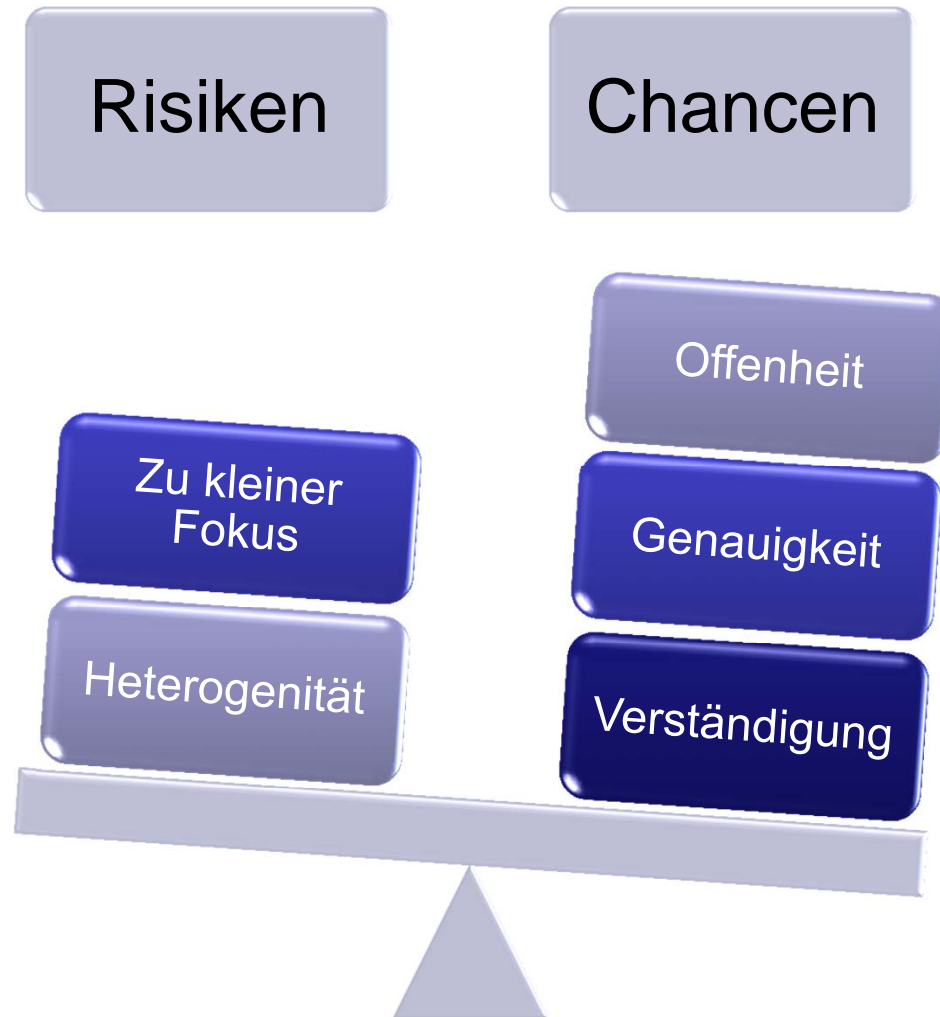 Risiken
Chancen
Offenheit
Zu kleiner
Fokus
Genauigkeit
Heterogenität
Verständigung